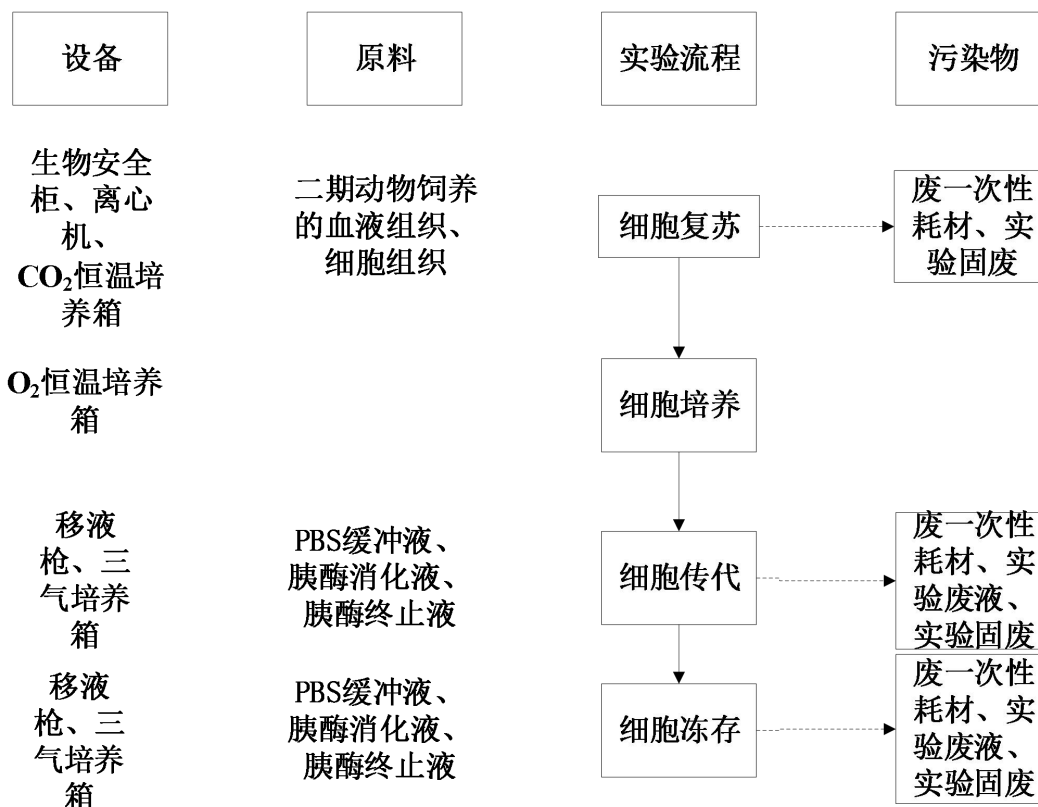 设备
原料
实验流程
污染物
生物安全
柜、离心
机、
CO₂恒温培
养箱
二期动物饲养
的血液组织、
细胞组织
细胞复苏
废一次性
耗材、实
验固废
O₂恒温培养
箱
细胞培养
移液
枪、三
气培养
箱
PBS缓冲液、
胰酶消化液、
胰酶终止液
细胞传代
废一次性
耗材、实
验废液、
实验固废
移液
枪、三
气培养
箱
PBS缓冲液、
胰酶消化液、
胰酶终止液
细胞冻存
废一次性
耗材、实
验废液、
实验固废